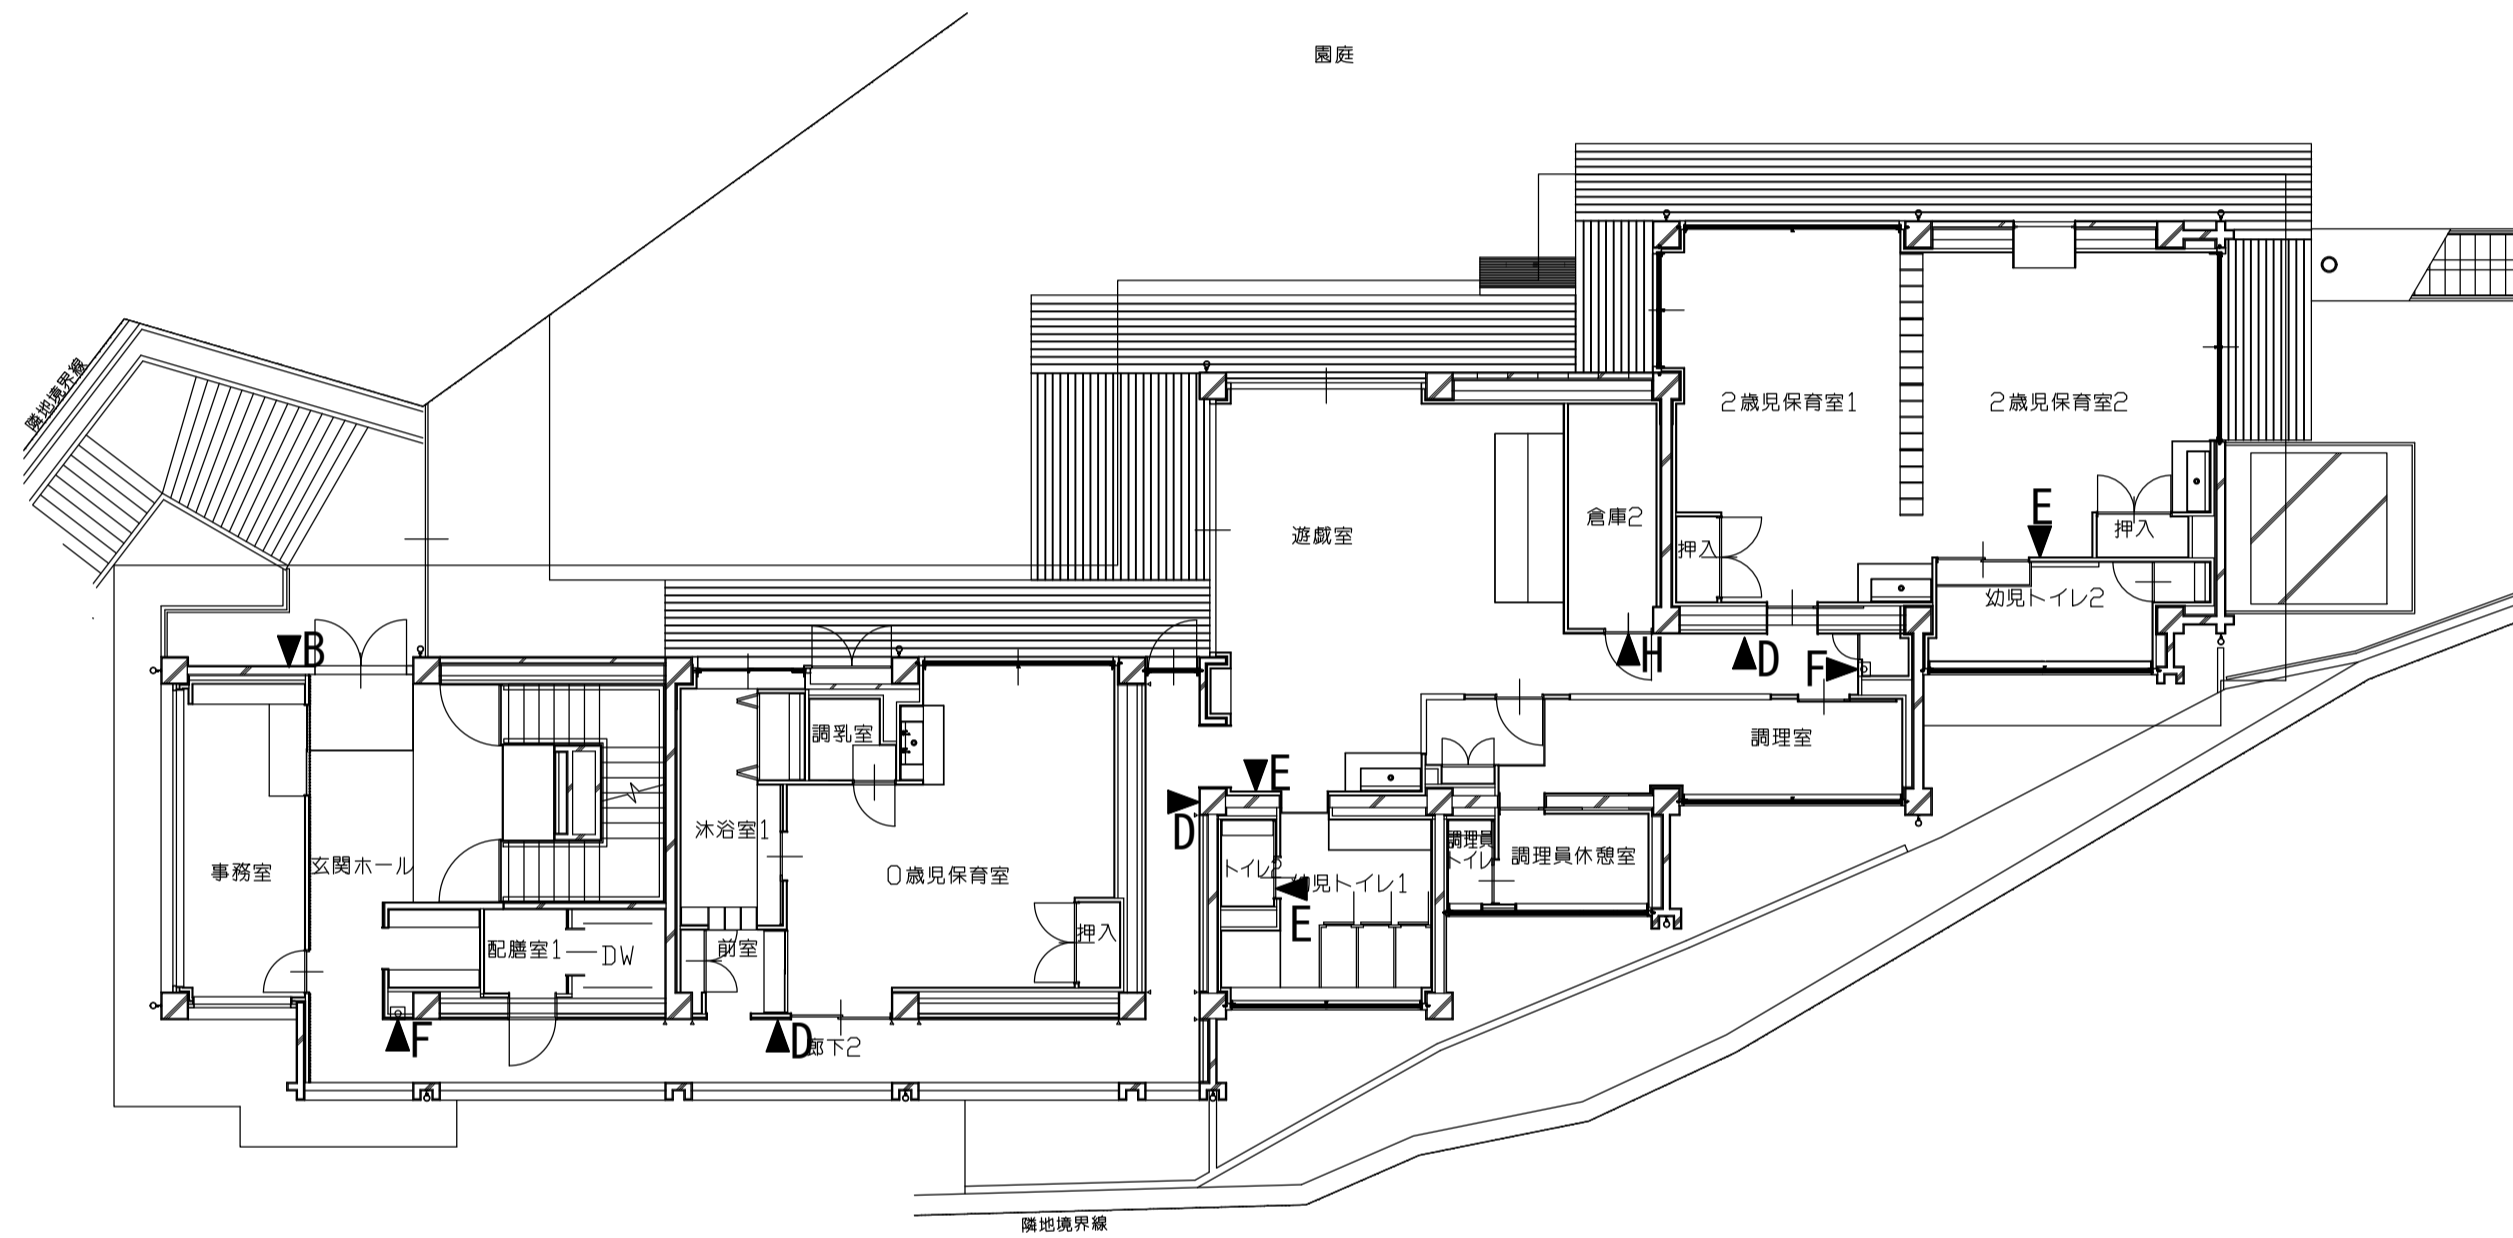 園庭
隣地境界線
2歳児保育室1
2歳児保育室2
遊戯室
倉庫2
押入
押入
E
幼児トイレ2
B
H
D
F
調乳室
調理室
沐浴室1
E
D
事務室
玄関ホール
0歳児保育室
トイレ2
幼児トイレ1
調理員
トイレ
調理員休憩室
E
配膳室1
DW
前室
押入
F
D
廊下2
隣地境界線